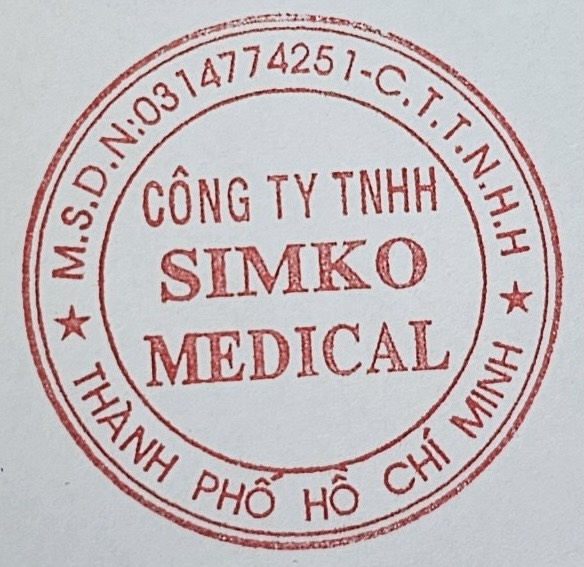 M.S.D.N:0314774251-C.T.T.N.H.H
CÔNG TY TNHH
SIMKO
MEDICAL
★ THÀNH PHỐ HỒ CHÍ MINH ★